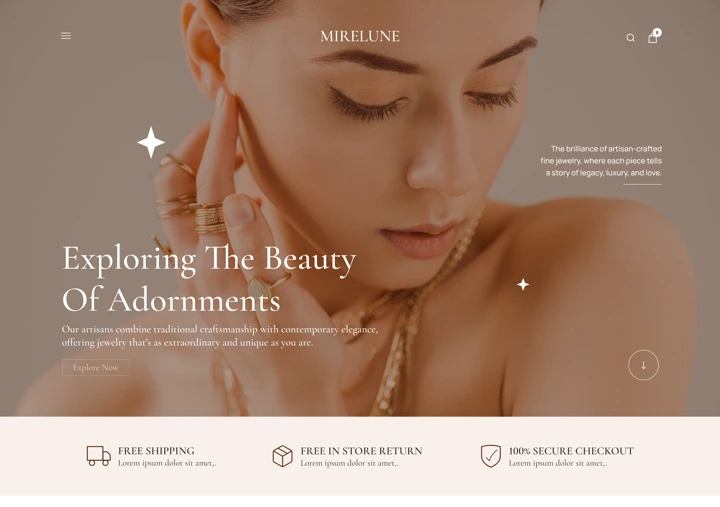 MIRELUNE
The brilliance of artisan-crafted
fine jewelry, where each piece tells
a story of legacy, luxury, and love.
Exploring The Beauty
Of Adornments
Our artisans combine traditional craftsmanship with contemporary elegance,
offering jewelry that's as extraordinary and unique as you are.
Explore Now
FREE SHIPPING
Lorem ipsum dolor sit amet,.
FREE IN STORE RETURN
Lorem ipsum dolor sit amet,.
100% SECURE CHECKOUT
Lorem ipsum dolor sit amet,.